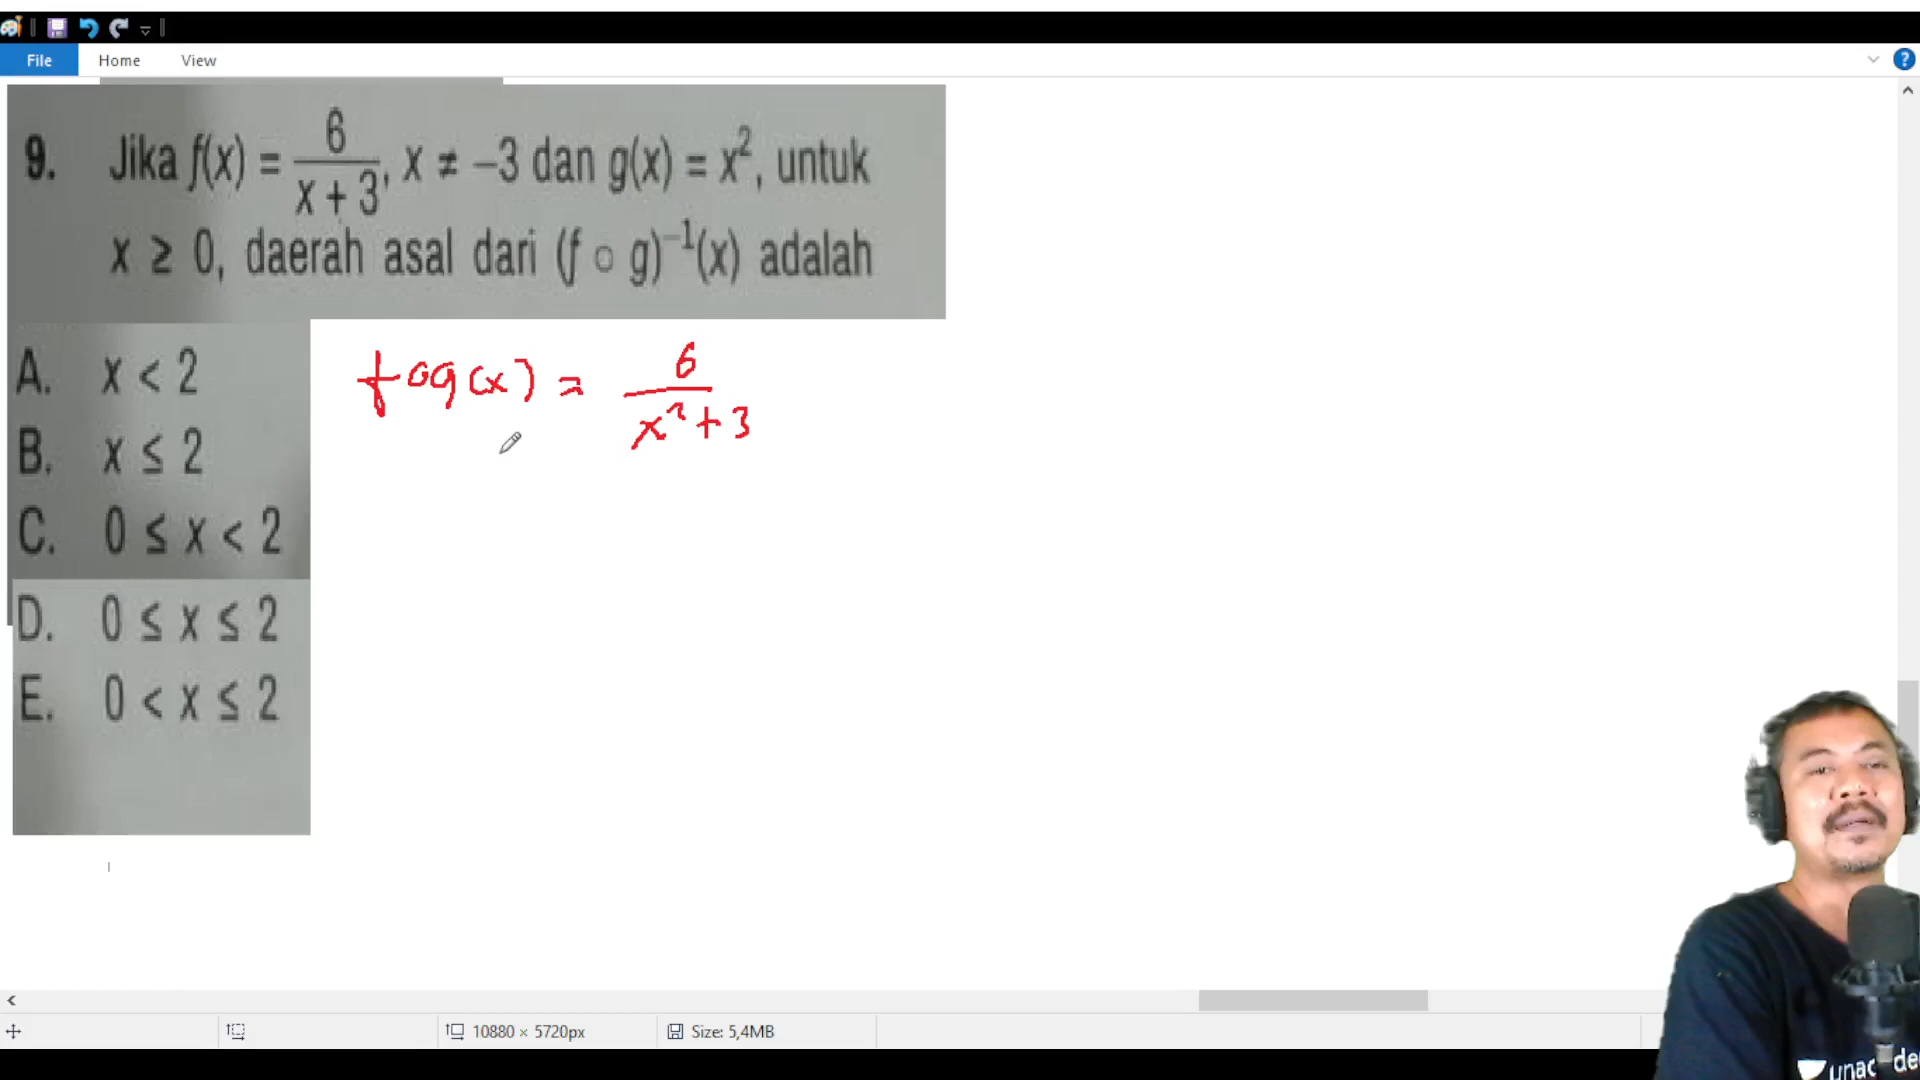 File Home View
9. Jika f(x) = 6/(x + 3), x ≠ −3 dan g(x) = x², untuk
x ≥ 0, daerah asal dari (f ∘ g)⁻¹(x) adalah
A. x < 2
B. x ≤ 2
C. 0 ≤ x < 2
D. 0 ≤ x ≤ 2
E. 0 < x ≤ 2
fog(x) = 6/(x² + 3)
10880 × 5720px Size: 5,4MB